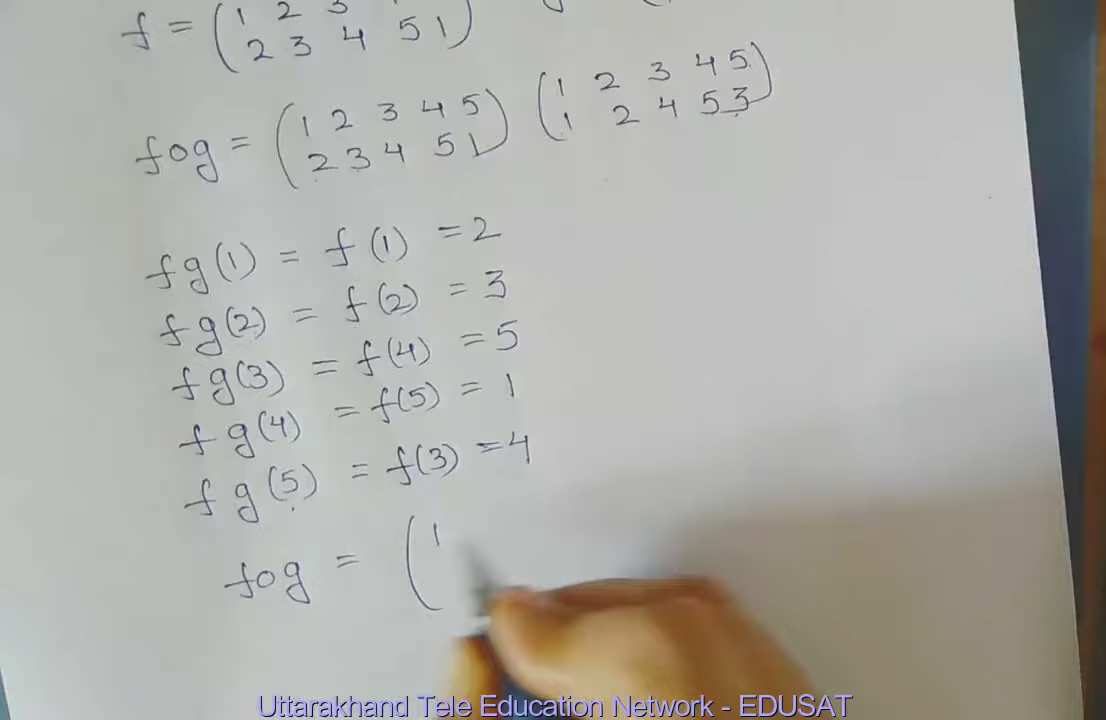 f = ( 1 2 3
2 3 4 5 1 )
fog = ( 1 2 3 4 5 ) ( 1 2 3 4 5 )
2 3 4 5 1 1 2 4 5 3
fg(1) = f(1) = 2
fg(2) = f(2) = 3
fg(3) = f(4) = 5
fg(4) = f(5) = 1
fg(5) = f(3) = 4
fog = ( 1
Uttarakhand Tele Education Network - EDUSAT